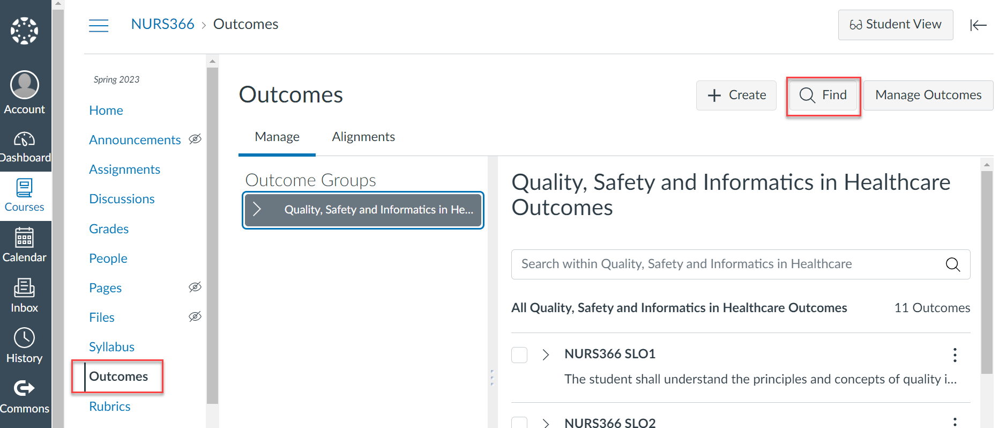 Account
Dashboard
Courses
Calendar
Inbox
History
Commons
NURS366 › Outcomes
Student View
Spring 2023
Home
Announcements
Assignments
Discussions
Grades
People
Pages
Files
Syllabus
Outcomes
Rubrics
Outcomes
+ Create
Find
Manage Outcomes
Manage
Alignments
Outcome Groups
Quality, Safety and Informatics in He...
Quality, Safety and Informatics in Healthcare
Outcomes
Search within Quality, Safety and Informatics in Healthcare
All Quality, Safety and Informatics in Healthcare Outcomes
11 Outcomes
NURS366 SLO1
The student shall understand the principles and concepts of quality i...
NURS366 SLO2